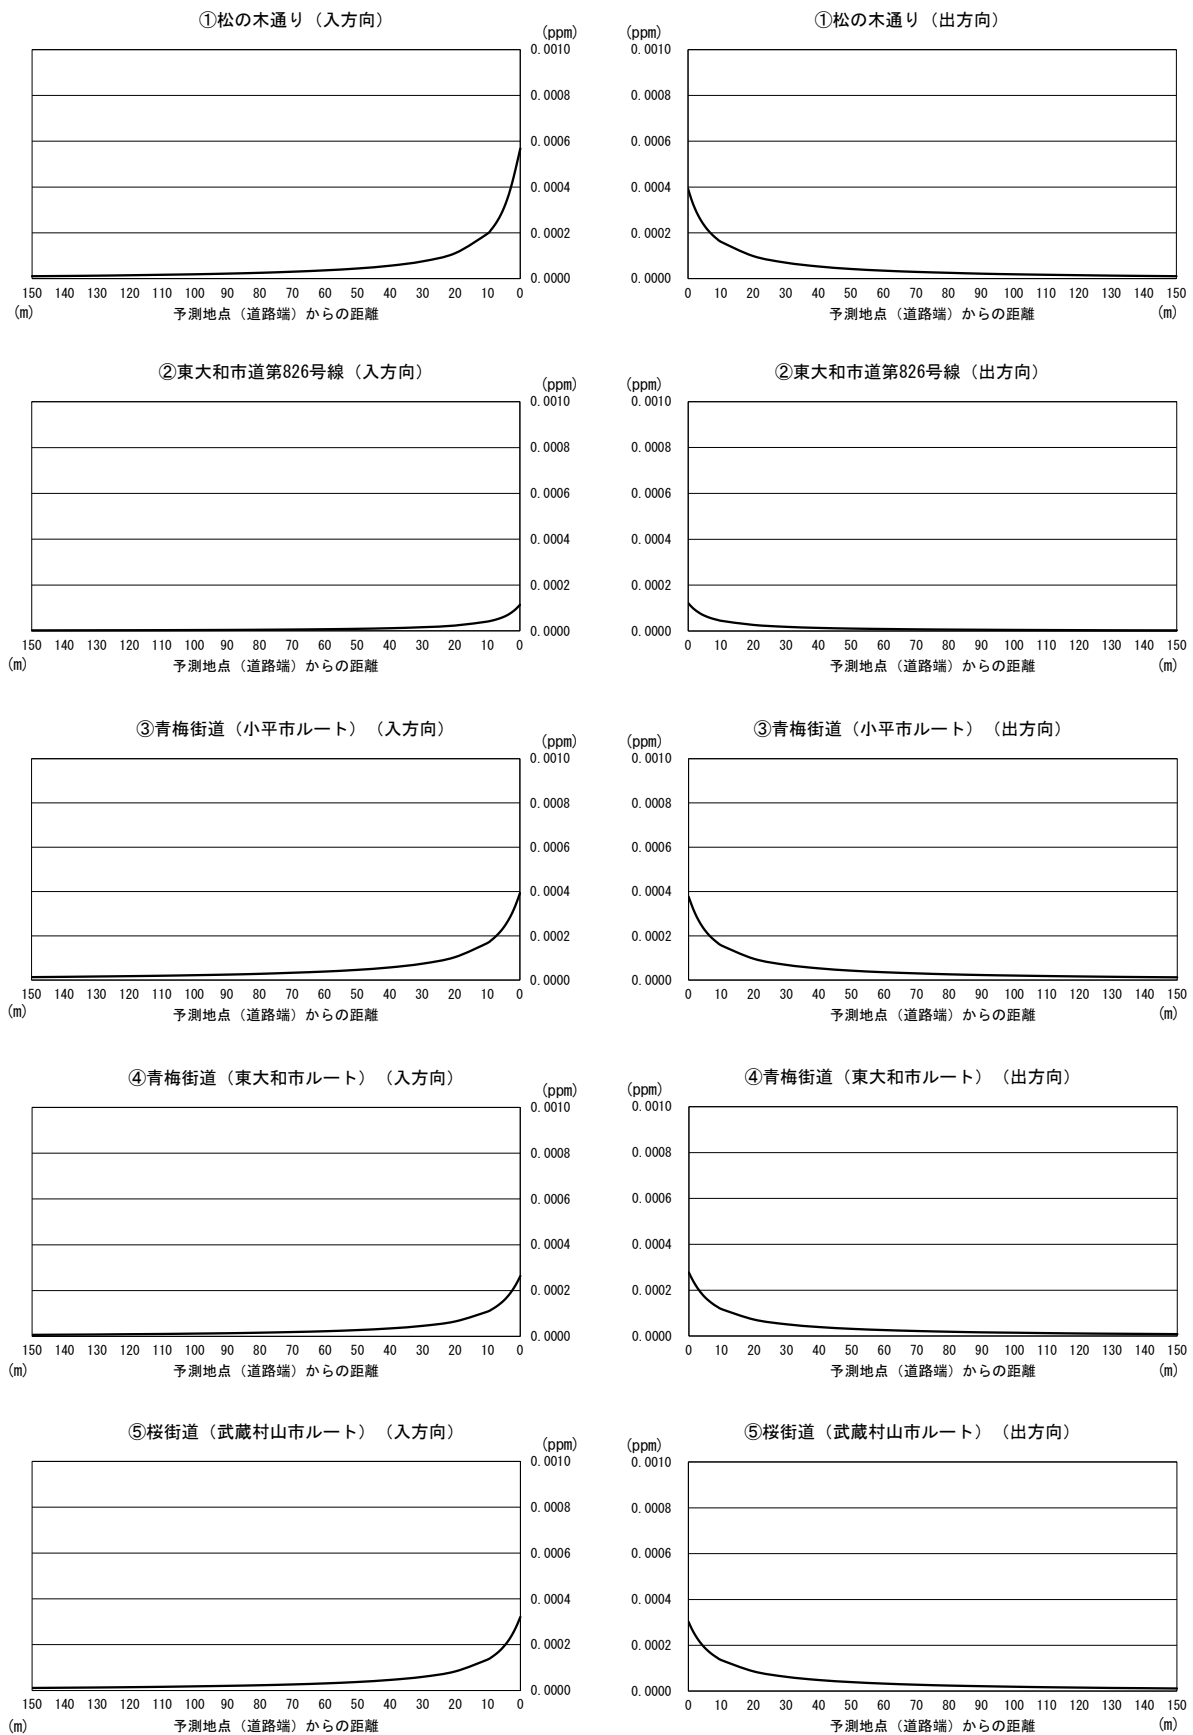 ①松の木通り（入方向）
(ppm)
0.0010
0.0008
0.0006
0.0004
0.0002
0.0000
150 140 130 120 110 100 90 80 70 60 50 40 30 20 10 0
(m) 予測地点（道路端）からの距離
①松の木通り（出方向）
(ppm)
0.0010
0.0008
0.0006
0.0004
0.0002
0.0000
0 10 20 30 40 50 60 70 80 90 100 110 120 130 140 150
予測地点（道路端）からの距離 (m)
②東大和市道第826号線（入方向）
(ppm)
0.0010
0.0008
0.0006
0.0004
0.0002
0.0000
150 140 130 120 110 100 90 80 70 60 50 40 30 20 10 0
(m) 予測地点（道路端）からの距離
②東大和市道第826号線（出方向）
(ppm)
0.0010
0.0008
0.0006
0.0004
0.0002
0.0000
0 10 20 30 40 50 60 70 80 90 100 110 120 130 140 150
予測地点（道路端）からの距離 (m)
③青梅街道（小平市ルート）（入方向）
(ppm)
0.0010
0.0008
0.0006
0.0004
0.0002
0.0000
150 140 130 120 110 100 90 80 70 60 50 40 30 20 10 0
(m) 予測地点（道路端）からの距離
③青梅街道（小平市ルート）（出方向）
(ppm)
0.0010
0.0008
0.0006
0.0004
0.0002
0.0000
0 10 20 30 40 50 60 70 80 90 100 110 120 130 140 150
予測地点（道路端）からの距離 (m)
④青梅街道（東大和市ルート）（入方向）
(ppm)
0.0010
0.0008
0.0006
0.0004
0.0002
0.0000
150 140 130 120 110 100 90 80 70 60 50 40 30 20 10 0
(m) 予測地点（道路端）からの距離
④青梅街道（東大和市ルート）（出方向）
(ppm)
0.0010
0.0008
0.0006
0.0004
0.0002
0.0000
0 10 20 30 40 50 60 70 80 90 100 110 120 130 140 150
予測地点（道路端）からの距離 (m)
⑤桜街道（武蔵村山市ルート）（入方向）
(ppm)
0.0010
0.0008
0.0006
0.0004
0.0002
0.0000
150 140 130 120 110 100 90 80 70 60 50 40 30 20 10 0
(m) 予測地点（道路端）からの距離
⑤桜街道（武蔵村山市ルート）（出方向）
(ppm)
0.0010
0.0008
0.0006
0.0004
0.0002
0.0000
0 10 20 30 40 50 60 70 80 90 100 110 120 130 140 150
予測地点（道路端）からの距離 (m)